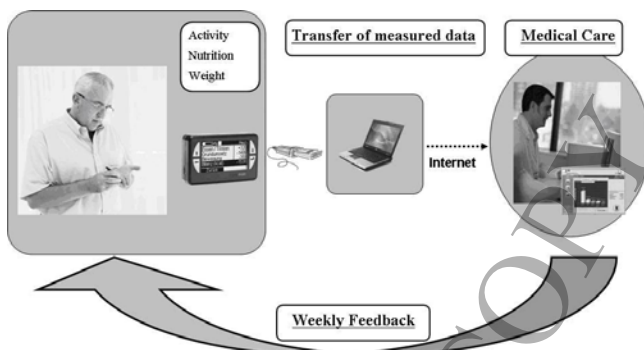 Activity
Nutrition
Weight
Transfer of measured data
Medical Care
Internet
Weekly Feedback